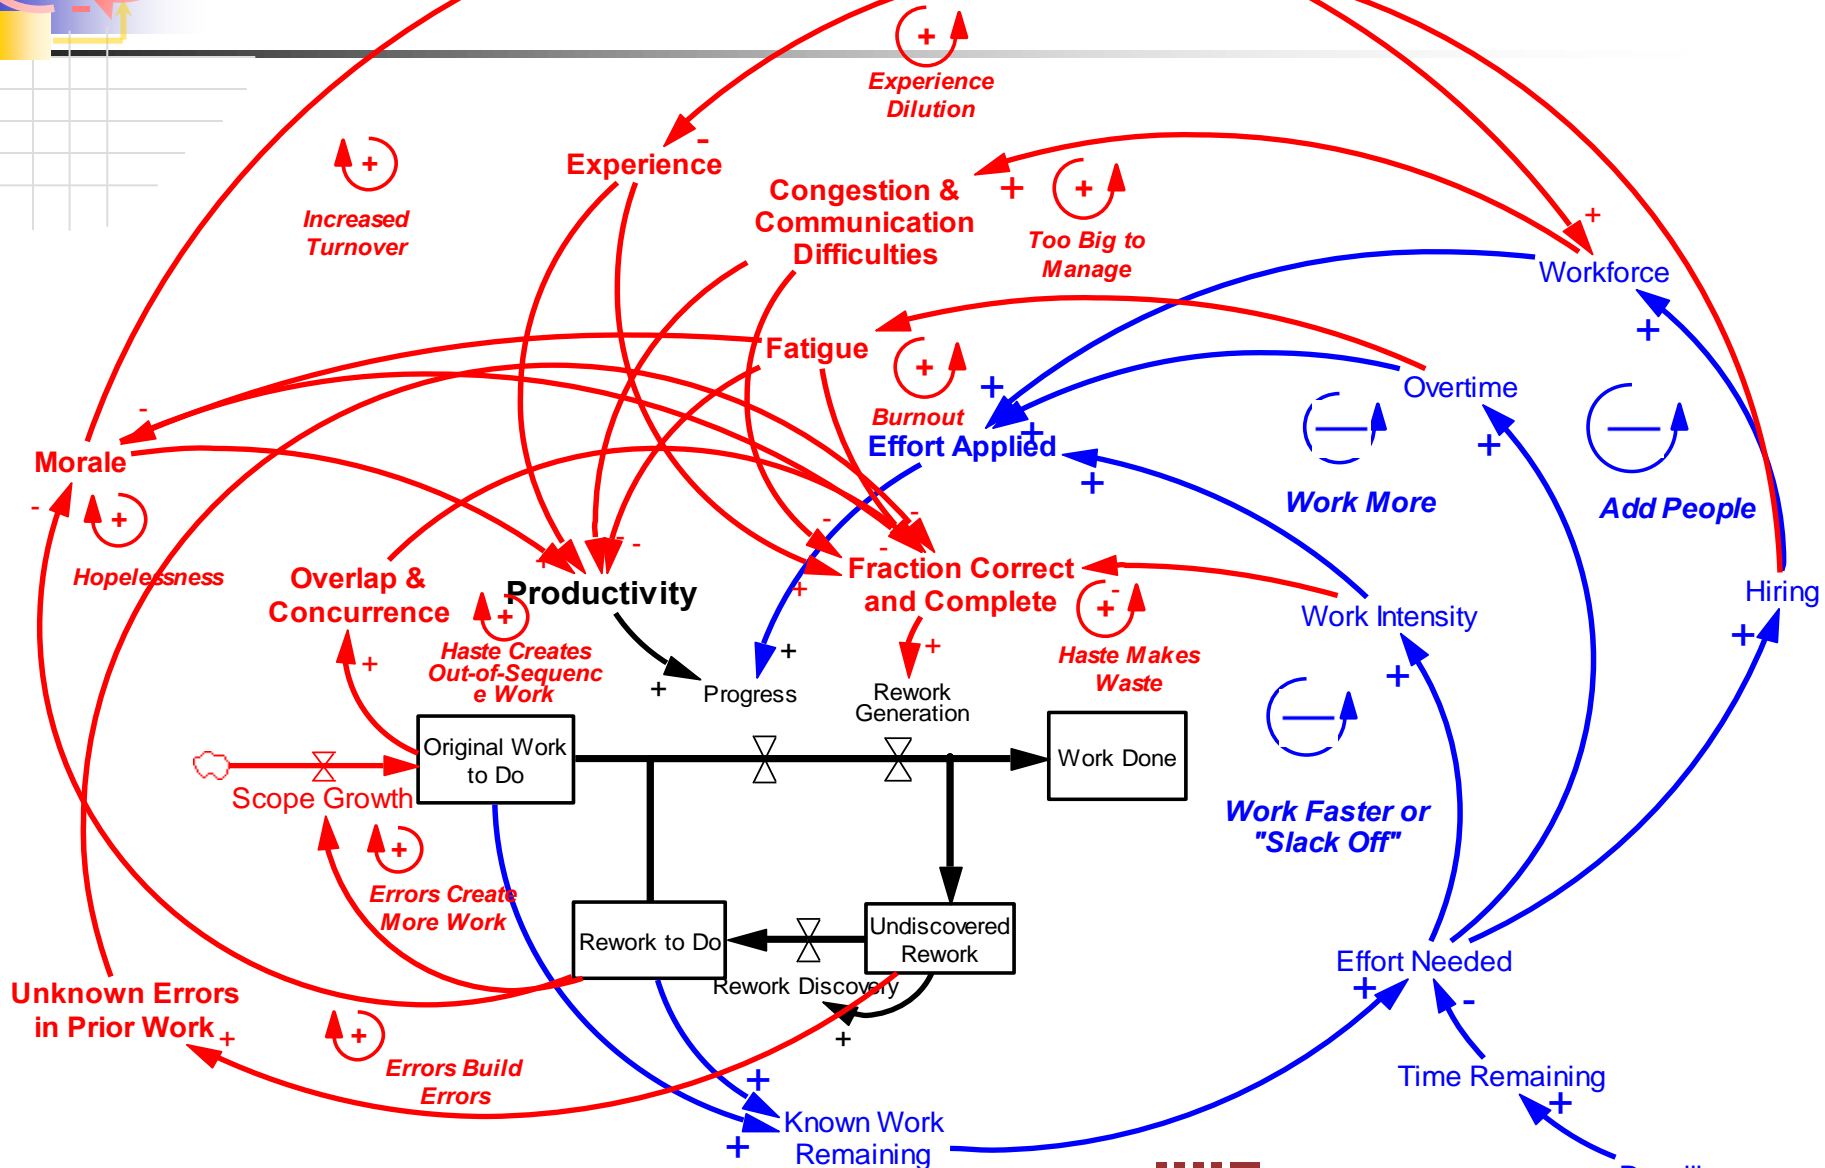 Experience
Dilution
Experience
Increased
Turnover
Congestion &
Communication
Difficulties
Too Big to
Manage
Workforce
Fatigue
Burnout
Overtime
Effort Applied
Work More
Add People
Morale
Hopelessness
Overlap &
Concurrence
Productivity
Fraction Correct
and Complete
Haste Creates
Out-of-Sequenc
e Work
Haste Makes
Waste
Work Intensity
Hiring
Progress
Rework
Generation
Original Work
to Do
Work Done
Scope Growth
Work Faster or
"Slack Off"
Errors Create
More Work
Rework to Do
Undiscovered
Rework
Rework Discovery
Effort Needed
Unknown Errors
in Prior Work
Errors Build
Errors
Time Remaining
Known Work
Remaining